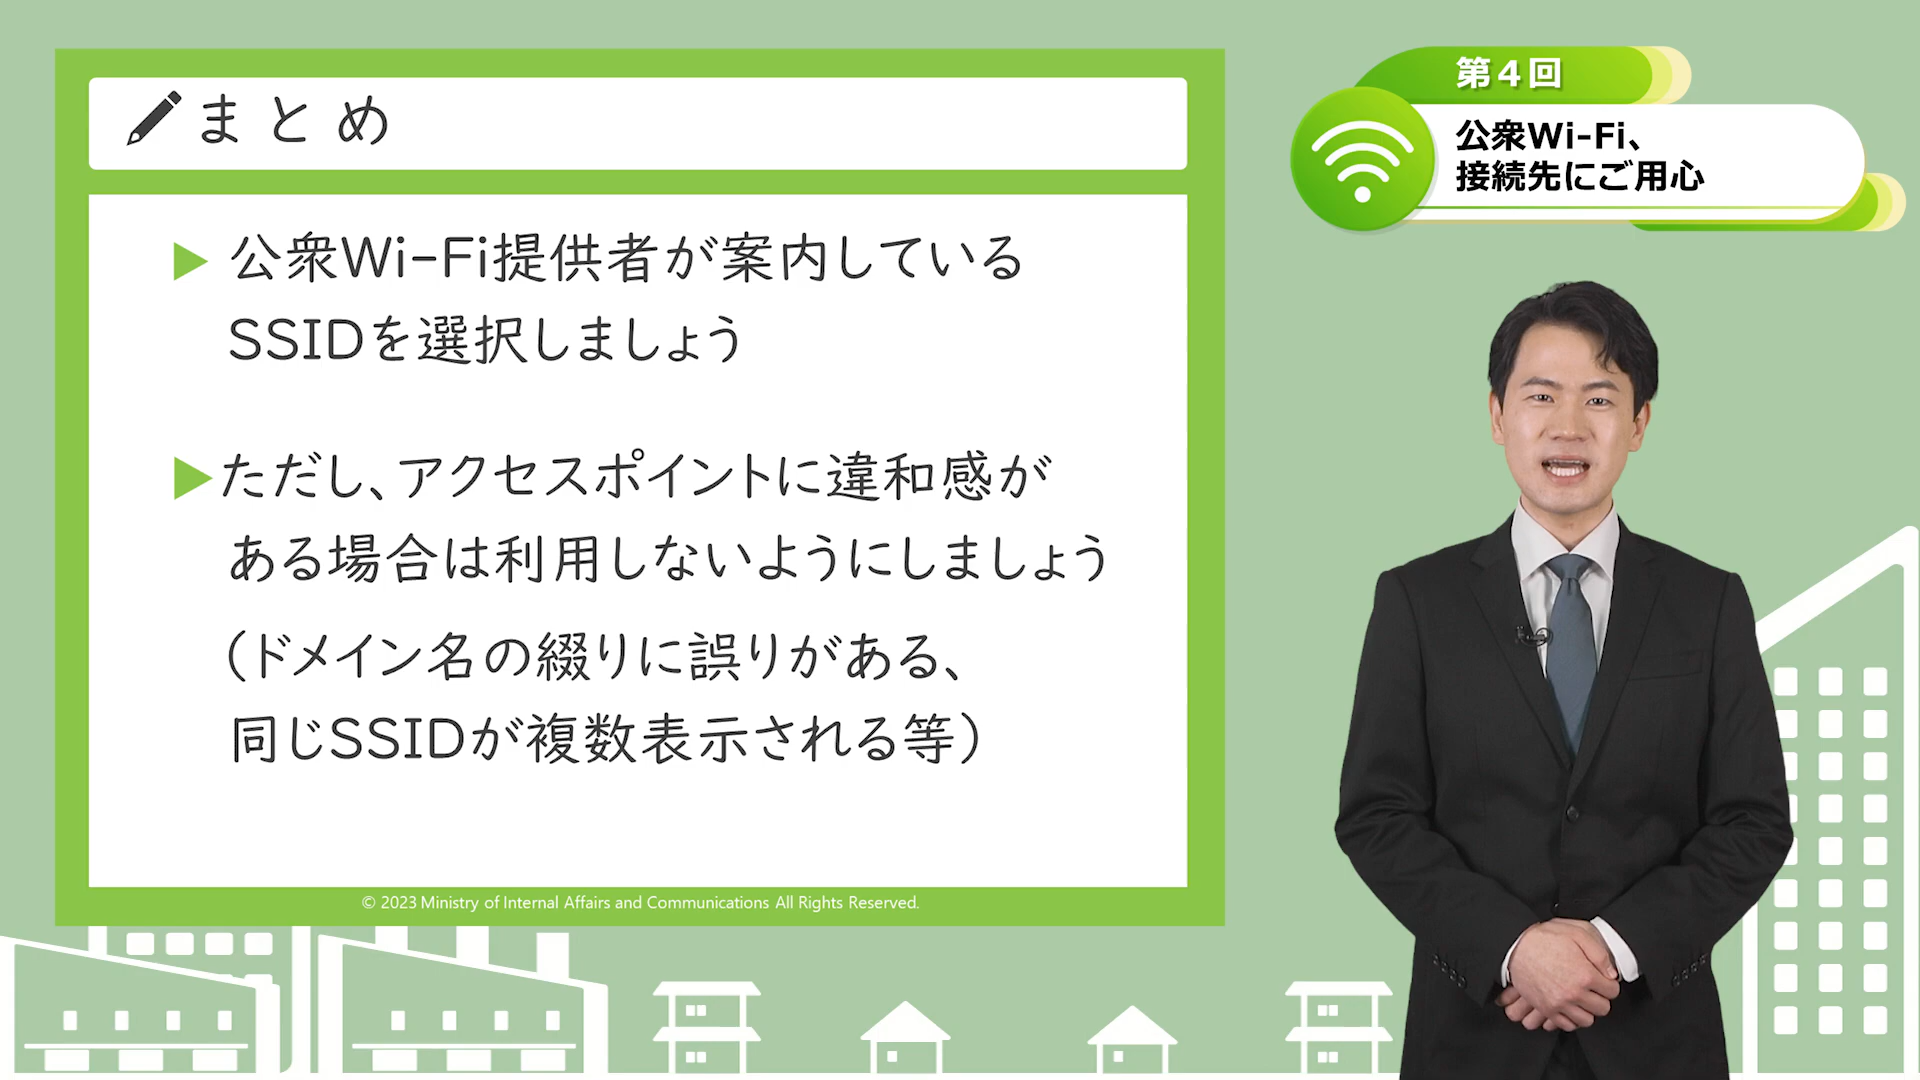 まとめ
公衆Wi-Fi提供者が案内している
SSIDを選択しましょう
ただし、アクセスポイントに違和感が
ある場合は利用しないようにしましょう
（ドメイン名の綴りに誤りがある、
同じSSIDが複数表示される等）
© 2023 Ministry of Internal Affairs and Communications All Rights Reserved.
第４回
公衆Wi-Fi、
接続先にご用心